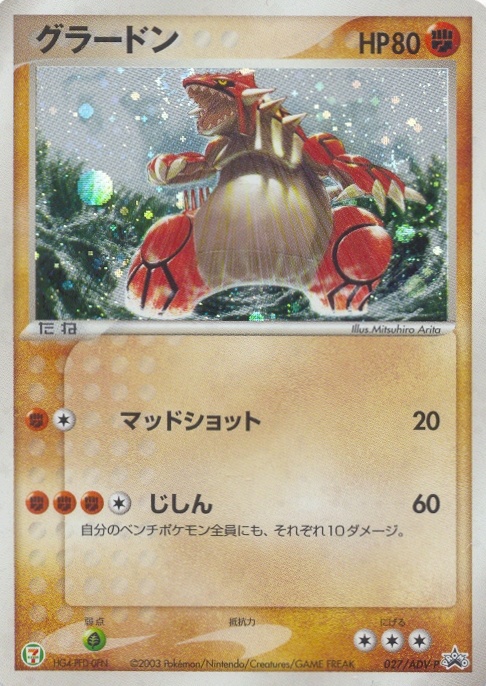 グラードン
HP80
たね
Illus.Mitsuhiro Arita
マッドショット 20
じしん 60
自分のベンチポケモン全員にも、それぞれ10ダメージ。
弱点
抵抗力
にげる
7
©2003 Pokémon/Nintendo/Creatures/GAME FREAK
027/ADV-P